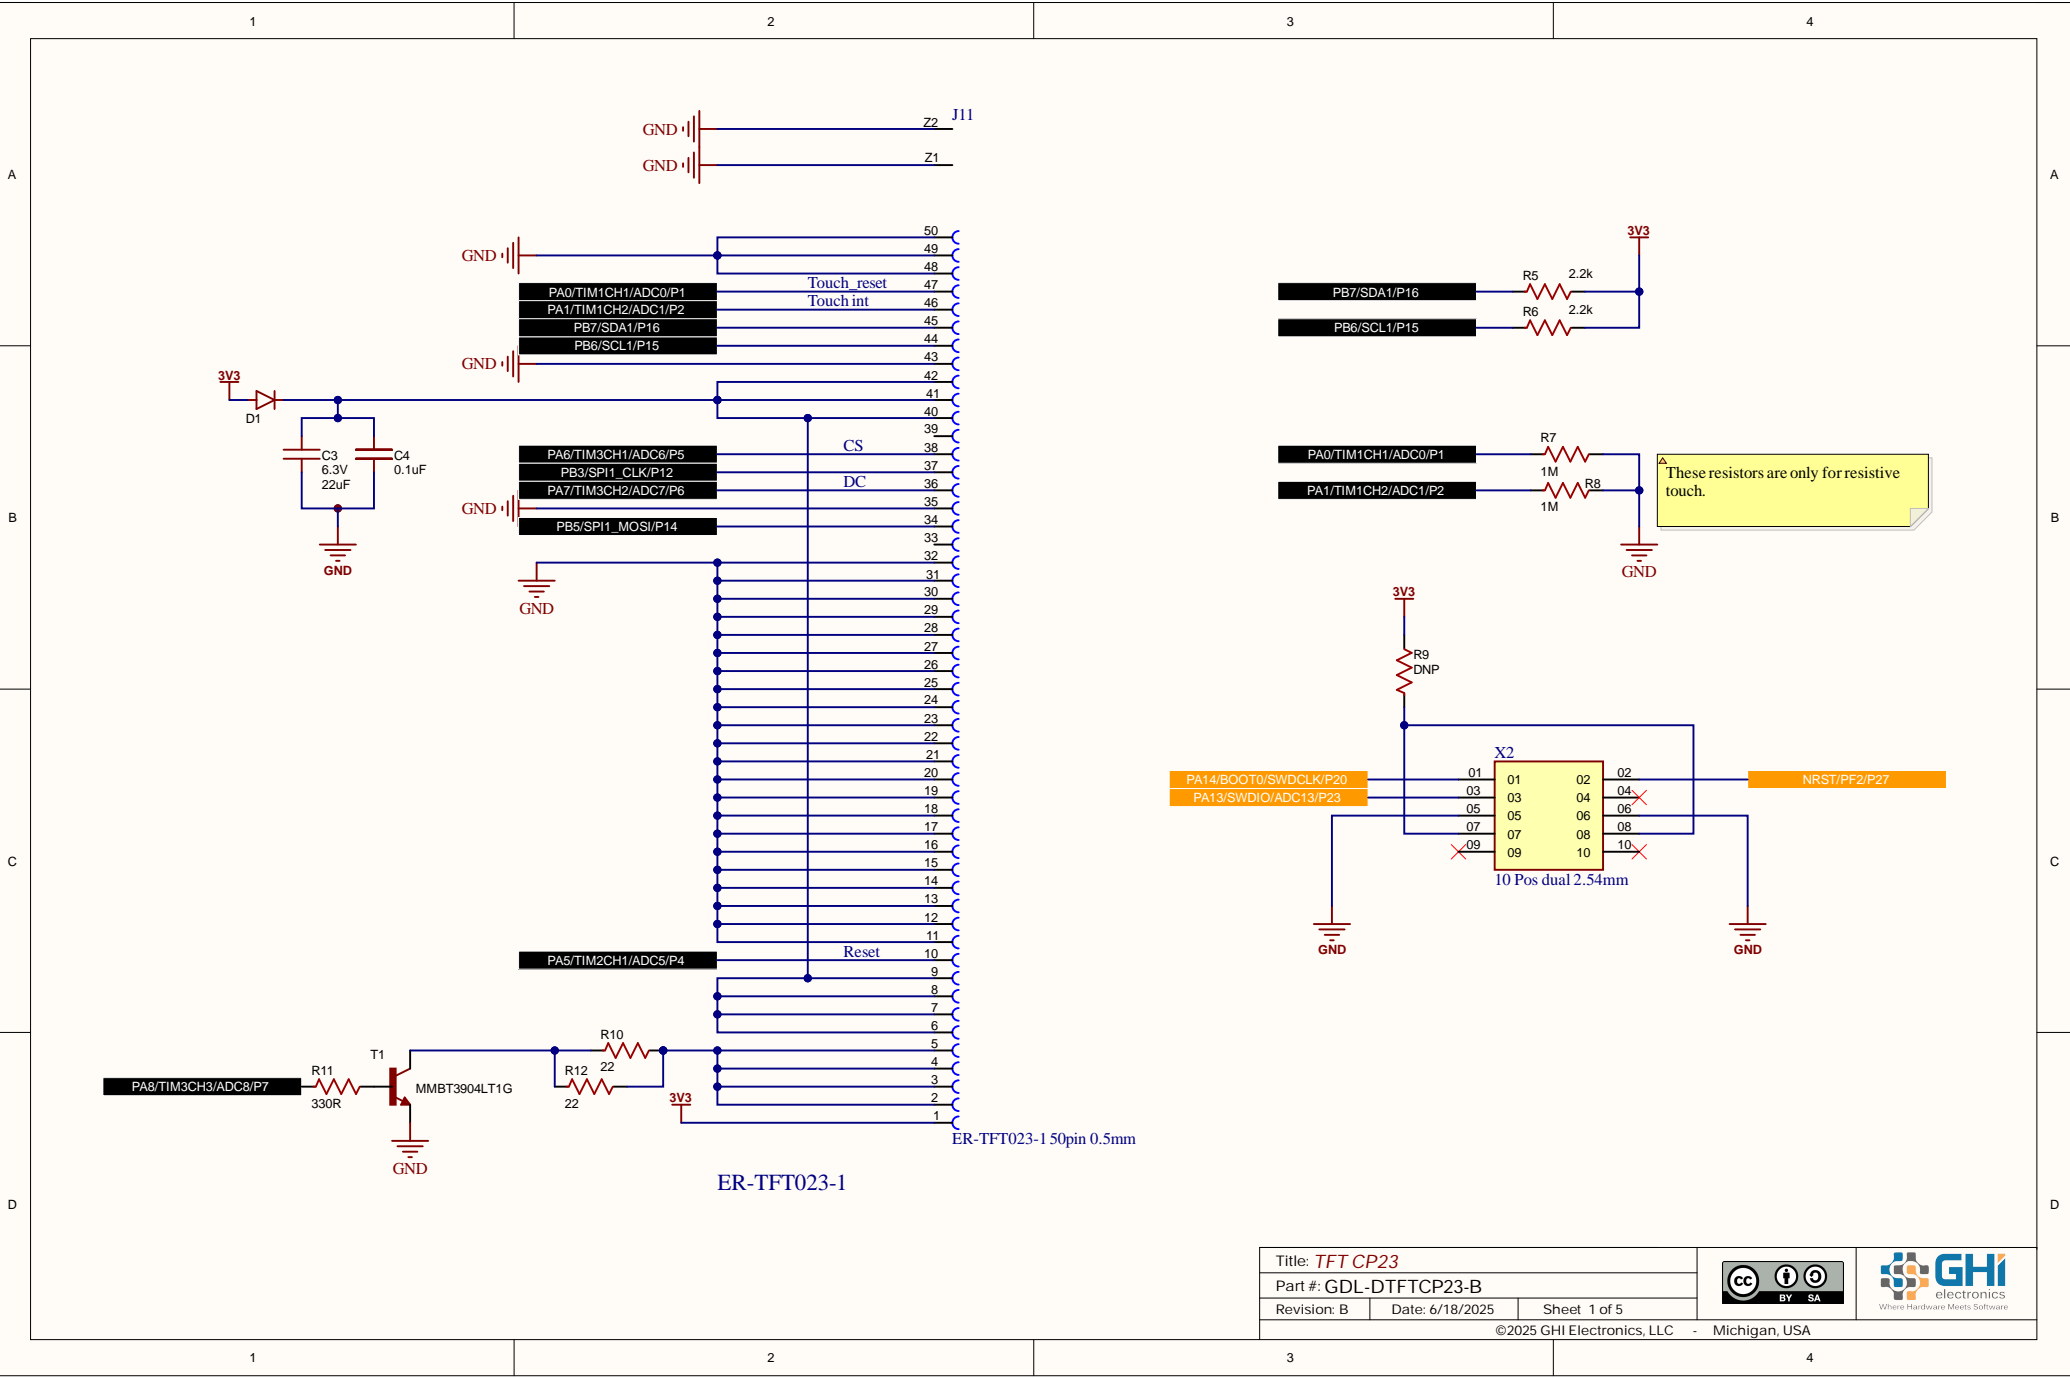 1 2 3 4
A A
B B
C C
D D
J11
GND Z2
GND Z1
50
GND 49
48
PA0/TIM1CH1/ADC0/P1 Touch_reset 47
PA1/TIM1CH2/ADC1/P2 Touch int 46
PB7/SDA1/P16 45
PB6/SCL1/P15 44
GND 43
42
3V3 41
D1 40
39
PA6/TIM3CH1/ADC6/P5 CS 38
PB3/SPI1_CLK/P12 37
PA7/TIM3CH2/ADC7/P6 DC 36
GND 35
PB5/SPI1_MOSI/P14 34
33
32
31
30
29
28
27
26
25
24
23
22
21
20
19
18
17
16
15
14
13
12
11
PA5/TIM2CH1/ADC5/P4 Reset 10
9
8
7
6
5
4
3
2
1
C3
6.3V
22uF
C4
0.1uF
GND
GND
PA8/TIM3CH3/ADC8/P7
R11
330R
T1
MMBT3904LT1G
GND
R10
22
R12
22
3V3
ER-TFT023-1 50pin 0.5mm
ER-TFT023-1
3V3
PB7/SDA1/P16 R5 2.2k
PB6/SCL1/P15 R6 2.2k
PA0/TIM1CH1/ADC0/P1 R7
1M
PA1/TIM1CH2/ADC1/P2 R8
1M
GND
These resistors are only for resistive
touch.
3V3
R9
DNP
X2
PA14/BOOT0/SWDCLK/P20 01 01 02 02 NRST/PF2/P27
PA13/SWDIO/ADC13/P23 03 03 04 04
05 05 06 06
07 07 08 08
09 09 10 10
10 Pos dual 2.54mm
GND GND
Title: TFT CP23
Part #: GDL-DTFTCP23-B
Revision: B Date: 6/18/2025 Sheet 1 of 5
©2025 GHI Electronics, LLC - Michigan, USA
cc BY SA
GHi
electronics
Where Hardware Meets Software
1 2 3 4